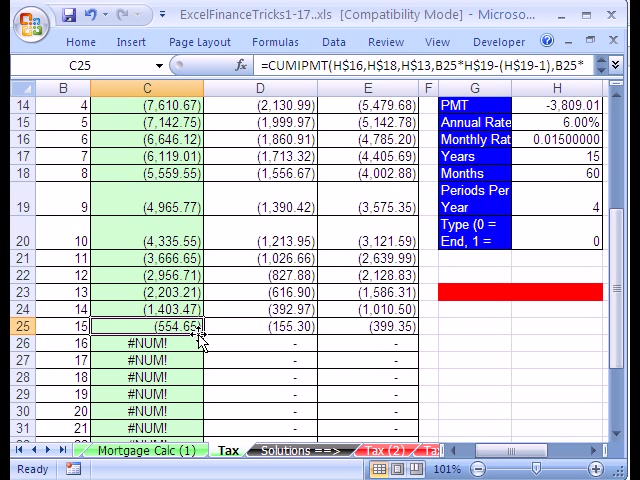 ExcelFinanceTricks1-17..xls [Compatibility Mode] - Microso...
Home Insert Page Layout Formulas Data Review View Developer
C25 fx =CUMIPMT(H$16,H$18,H$13,B25*H$19-(H$19-1),B25*
B C D E F G H
14 4 (7,610.67) (2,130.99) (5,479.68) PMT -3,809.01
15 5 (7,142.75) (1,999.97) (5,142.78) Annual Rate 6.00%
16 6 (6,646.12) (1,860.91) (4,785.20) Monthly Rat 0.01500000
17 7 (6,119.01) (1,713.32) (4,405.69) Years 15
18 8 (5,559.55) (1,556.67) (4,002.88) Months 60
Periods Per
19 9 (4,965.77) (1,390.42) (3,575.35) Year 4
Type (0 =
20 10 (4,335.55) (1,213.95) (3,121.59) End, 1 = 0
21 11 (3,666.65) (1,026.66) (2,639.99)
22 12 (2,956.71) (827.88) (2,128.83)
23 13 (2,203.21) (616.90) (1,586.31)
24 14 (1,403.47) (392.97) (1,010.50)
25 15 (554.65) (155.30) (399.35)
26 16 #NUM! - -
27 17 #NUM! - -
28 18 #NUM! - -
29 19 #NUM! - -
30 20 #NUM! - -
31 21 #NUM! - -
Mortgage Calc (1) Tax Solutions ==> Tax (2) Ta
Ready 101%